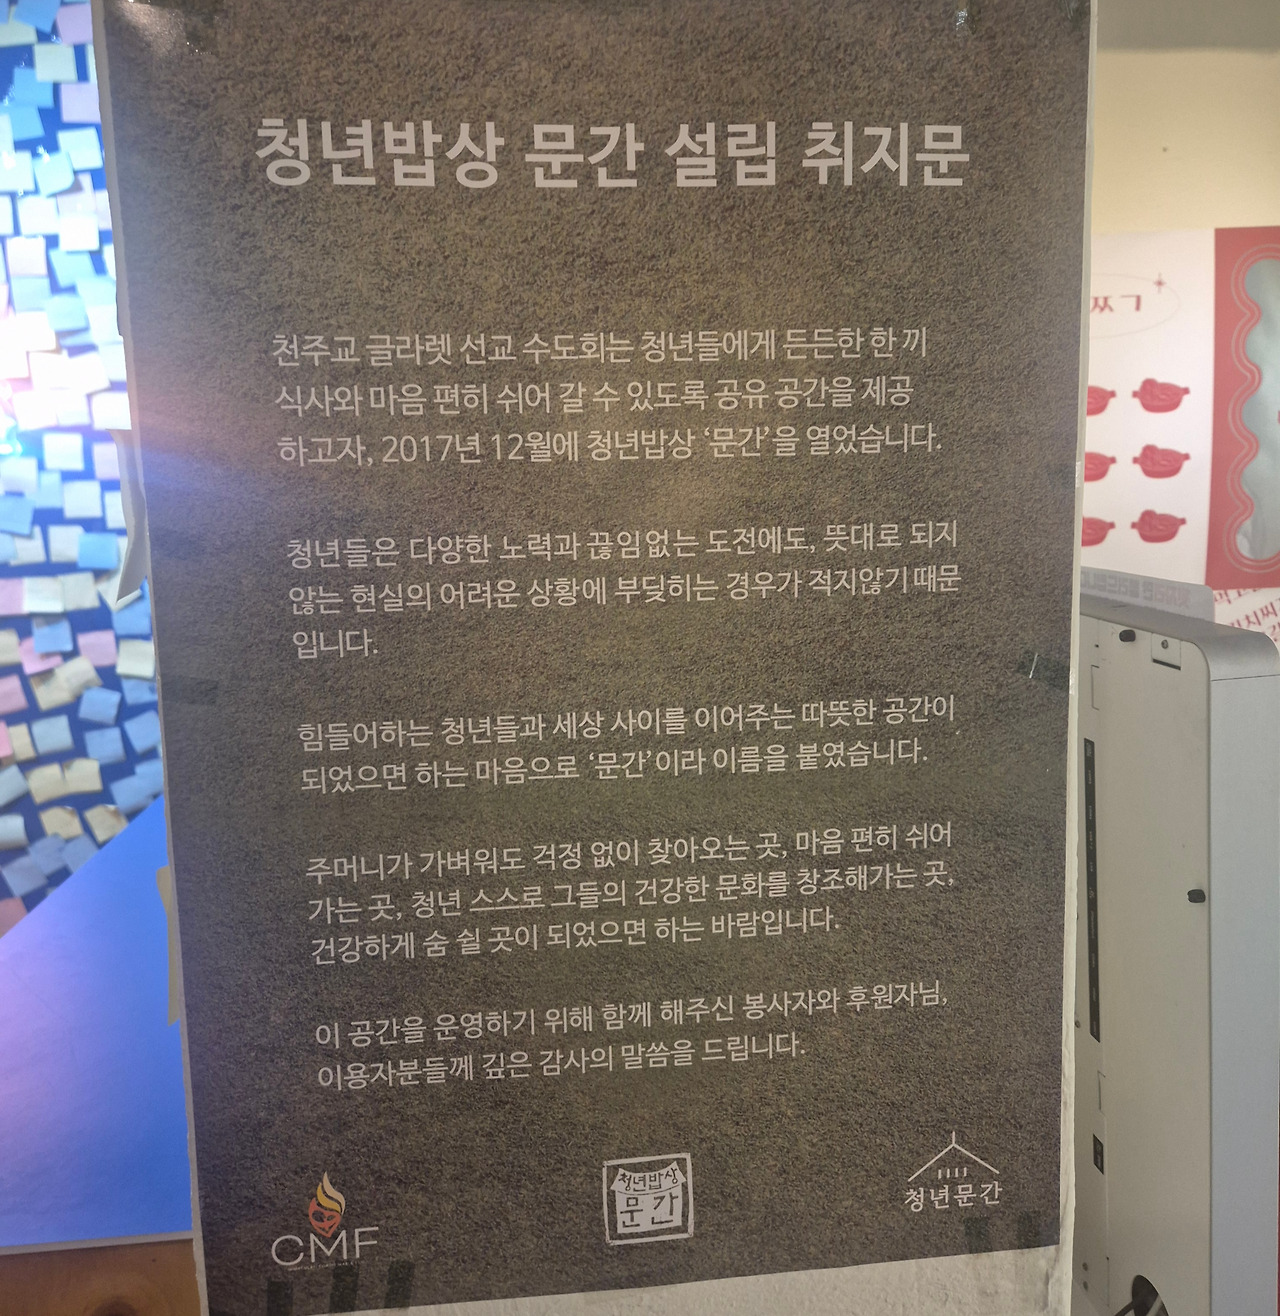 청년밥상 문간 설립 취지문
천주교 글라렛 선교 수도회는 청년들에게 든든한 한 끼
식사와 마음 편히 쉬어 갈 수 있도록 공유 공간을 제공
하고자, 2017년 12월에 청년밥상 ‘문간’을 열었습니다.
청년들은 다양한 노력과 끊임없는 도전에도, 뜻대로 되지
않는 현실의 어려운 상황에 부딪히는 경우가 적지않기 때문
입니다.
힘들어하는 청년들과 세상 사이를 이어주는 따뜻한 공간이
되었으면 하는 마음으로 ‘문간’이라 이름을 붙였습니다.
주머니가 가벼워도 걱정 없이 찾아오는 곳, 마음 편히 쉬어
가는 곳, 청년 스스로 그들의 건강한 문화를 창조해가는 곳,
건강하게 숨 쉴 곳이 되었으면 하는 바람입니다.
이 공간을 운영하기 위해 함께 해주신 봉사자와 후원자님,
이용자분들께 깊은 감사의 말씀을 드립니다.
CMF
청년밥상
문간
청년문간